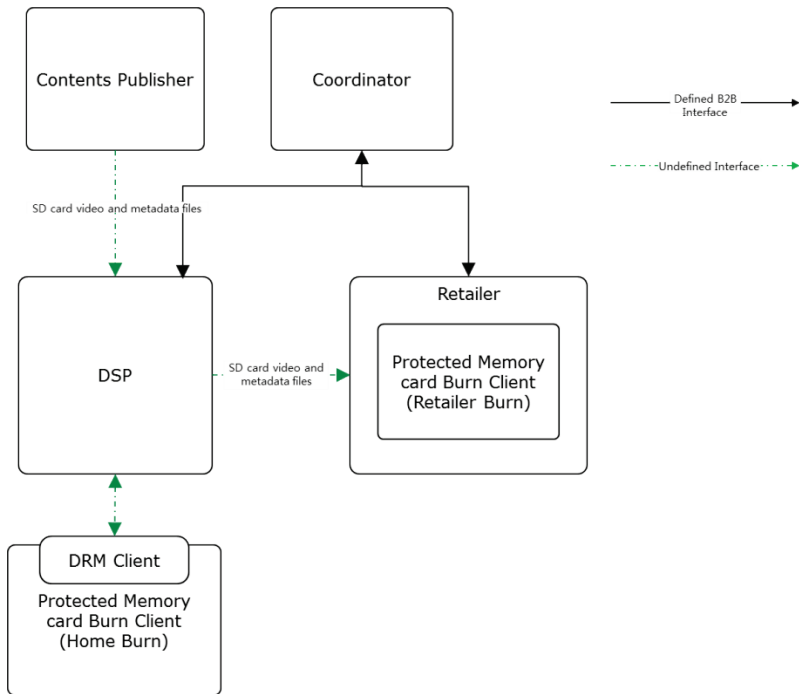 Contents Publisher
Coordinator
Defined B2B
Interface
Undefined Interface
SD card video and metadata files
DSP
SD card video and
metadata files
Retailer
Protected Memory
card Burn Client
(Retailer Burn)
DRM Client
Protected Memory
card Burn Client
(Home Burn)